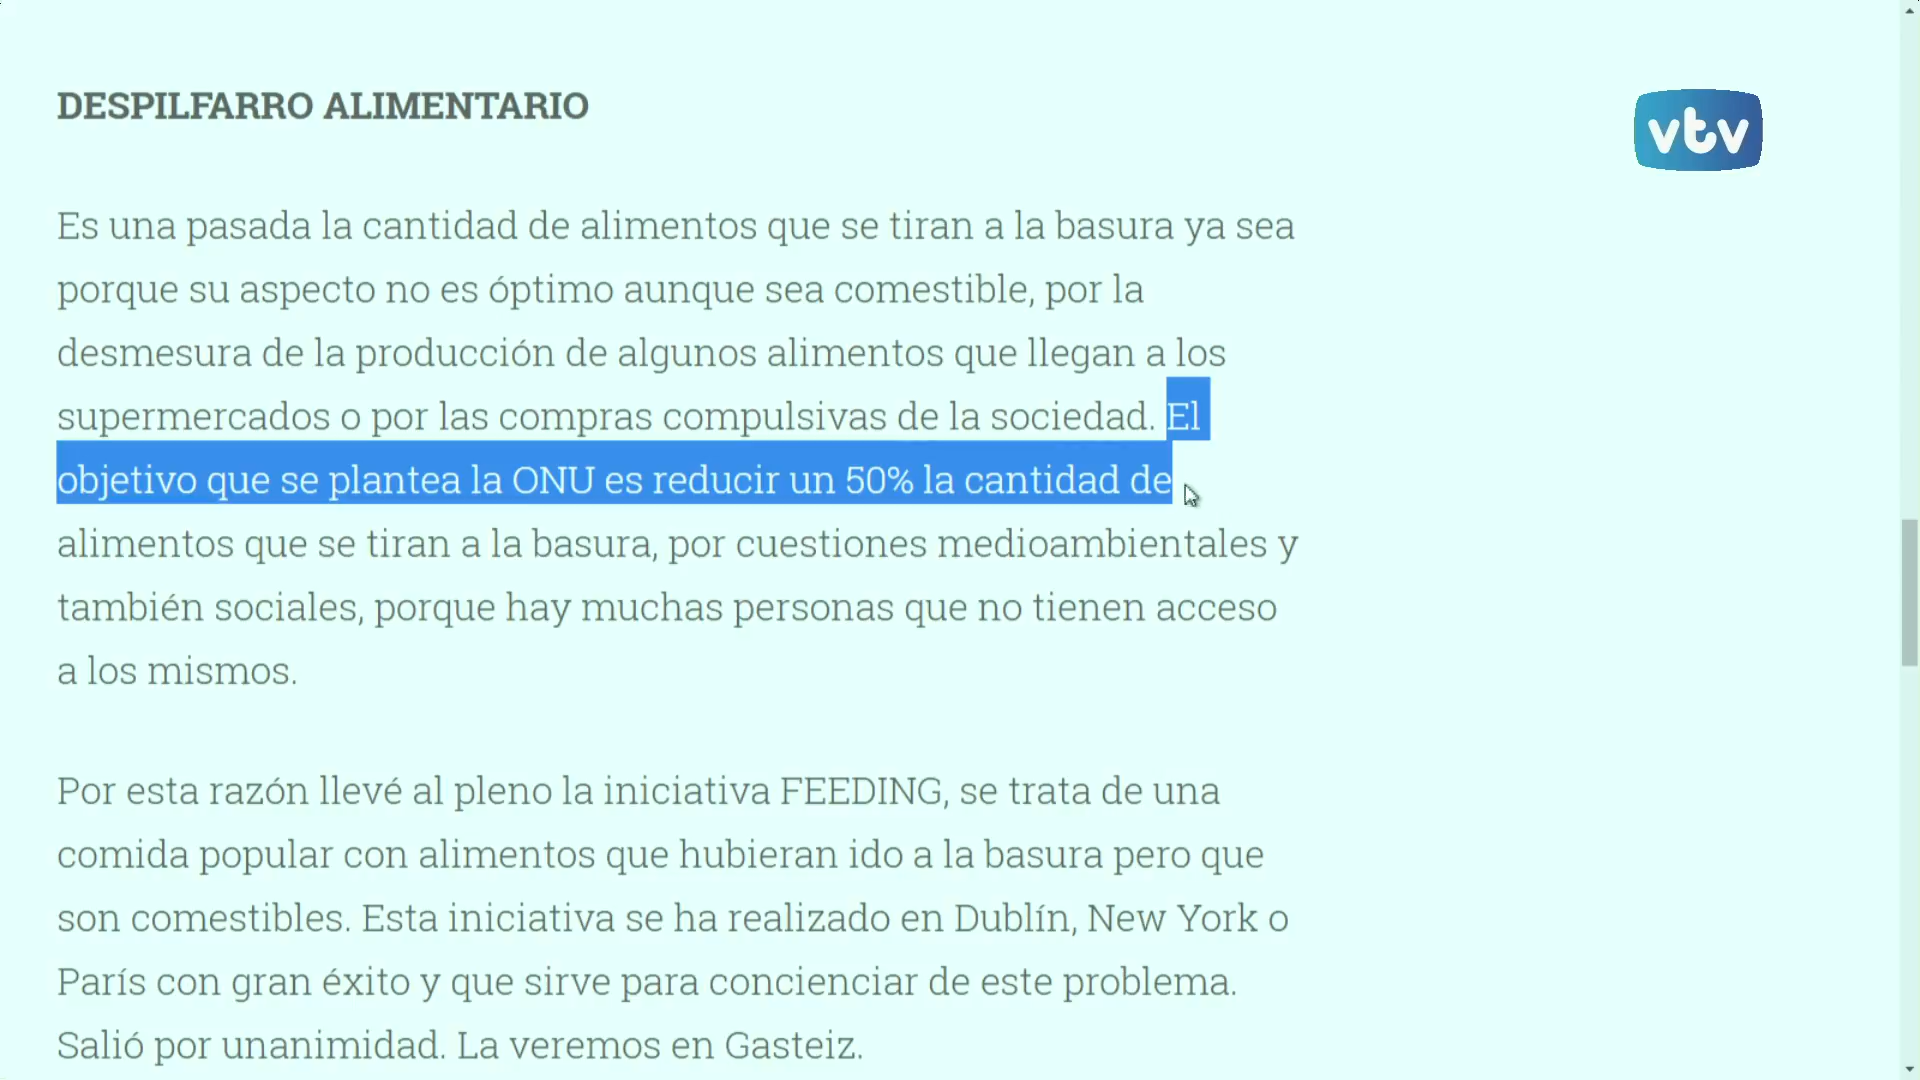 DESPILFARRO ALIMENTARIO
vtv
Es una pasada la cantidad de alimentos que se tiran a la basura ya sea
porque su aspecto no es óptimo aunque sea comestible, por la
desmesura de la producción de algunos alimentos que llegan a los
supermercados o por las compras compulsivas de la sociedad. El
objetivo que se plantea la ONU es reducir un 50% la cantidad de
alimentos que se tiran a la basura, por cuestiones medioambientales y
también sociales, porque hay muchas personas que no tienen acceso
a los mismos.
Por esta razón llevé al pleno la iniciativa FEEDING, se trata de una
comida popular con alimentos que hubieran ido a la basura pero que
son comestibles. Esta iniciativa se ha realizado en Dublín, New York o
París con gran éxito y que sirve para concienciar de este problema.
Salió por unanimidad. La veremos en Gasteiz.